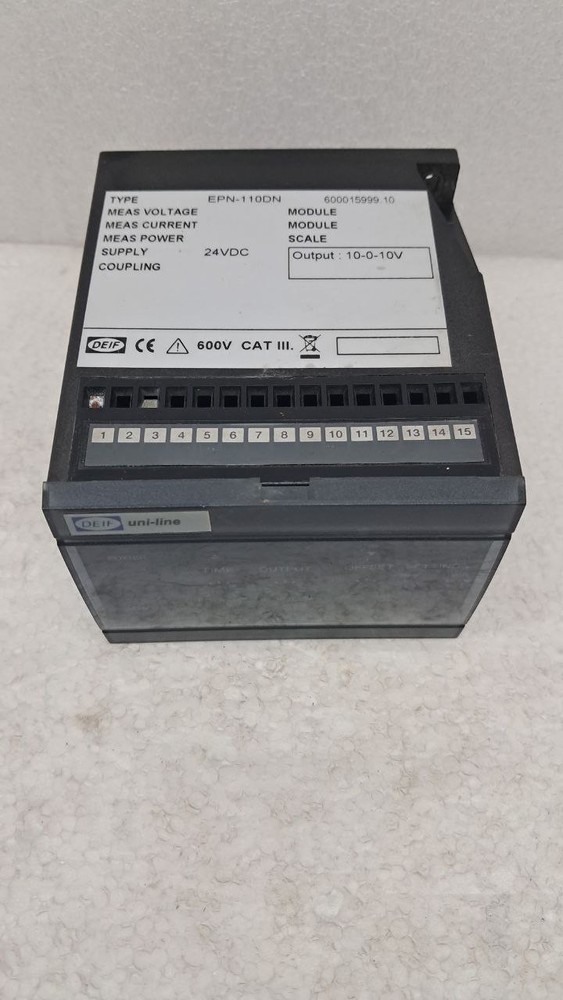 TYPE EPN-110DN 600015999.10
MEAS VOLTAGE MODULE
MEAS CURRENT MODULE
MEAS POWER SCALE
SUPPLY 24VDC Output : 10-0-10V
COUPLING
DEIF CE 600V CAT III.
1 2 3 4 5 6 7 8 9 10 11 12 13 14 15
DEIF uni-line
TIME OUTPUT